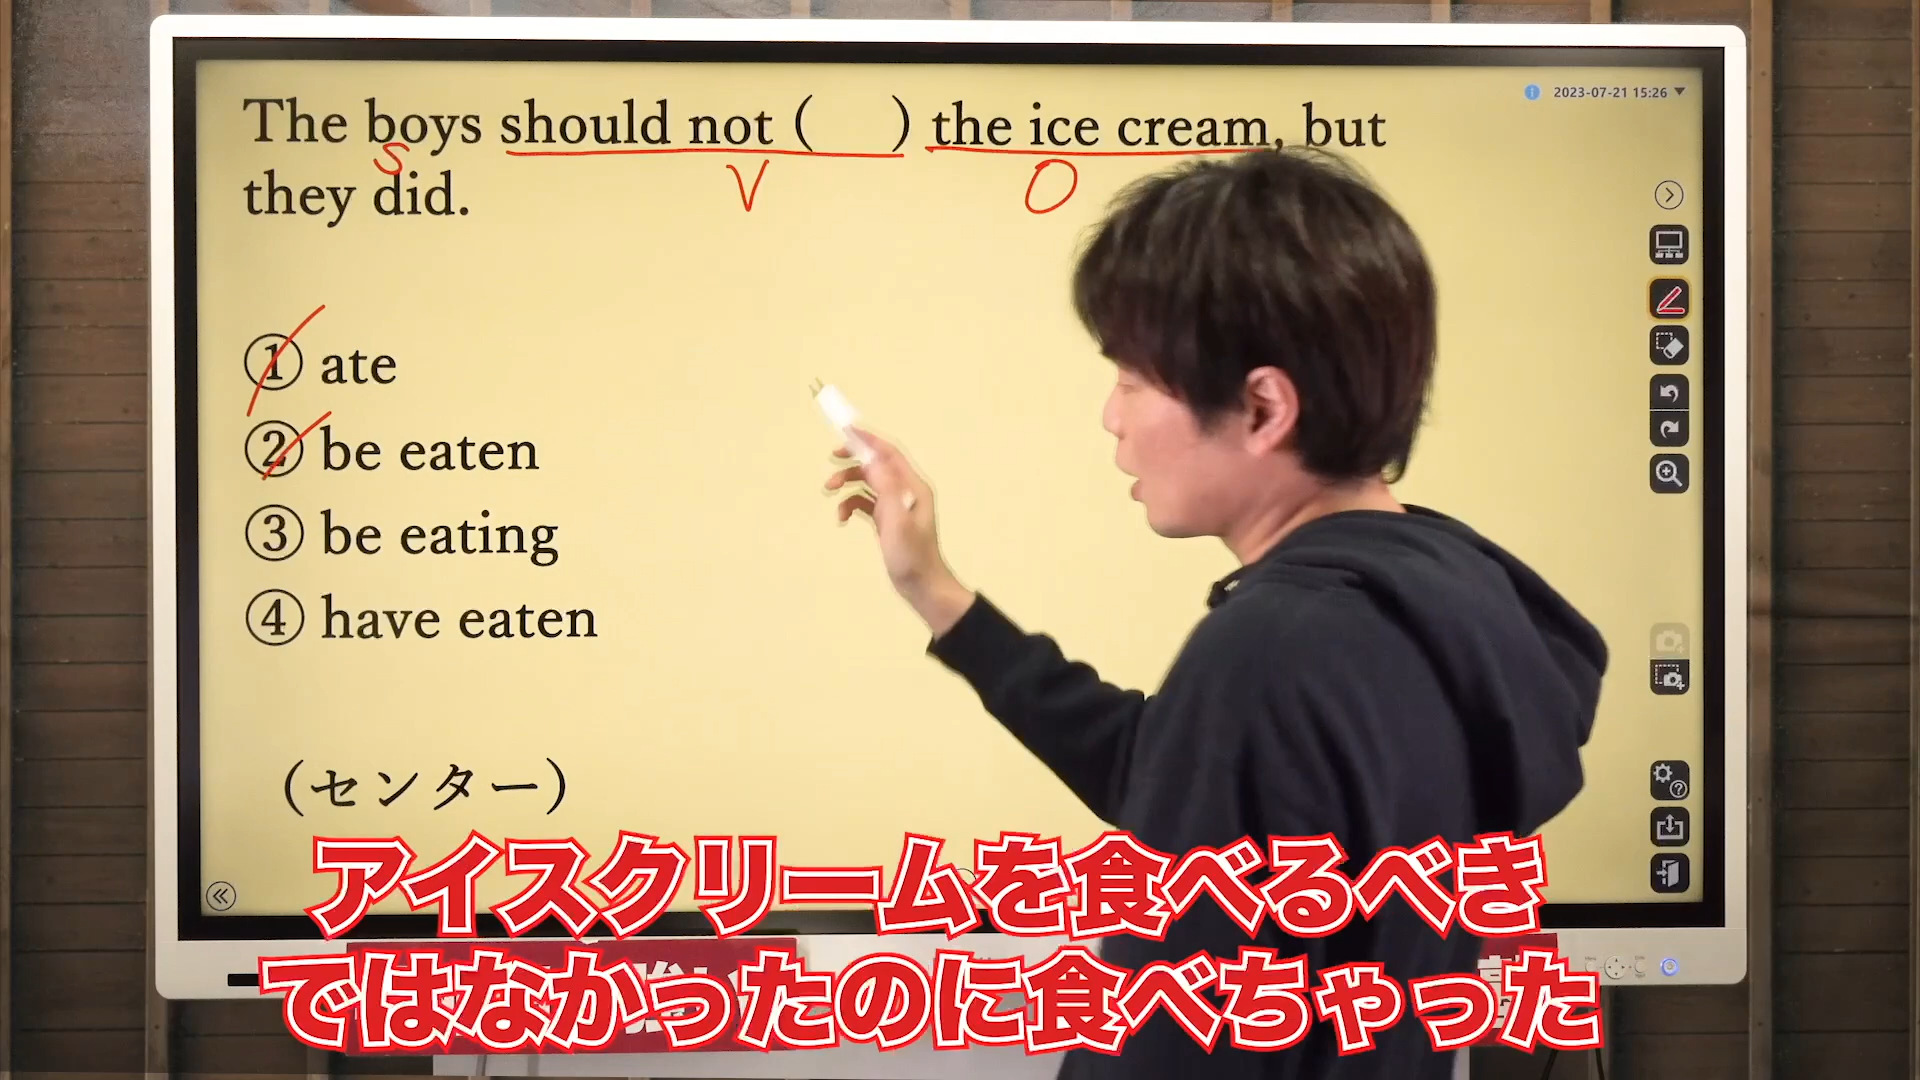 2023-07-21 15:26
The boys should not (    ) the ice cream, but
they did.
S
V
O
① ate
② be eaten
③ be eating
④ have eaten
(センター)
アイスクリームを食べるべき
ではなかったのに食べちゃった